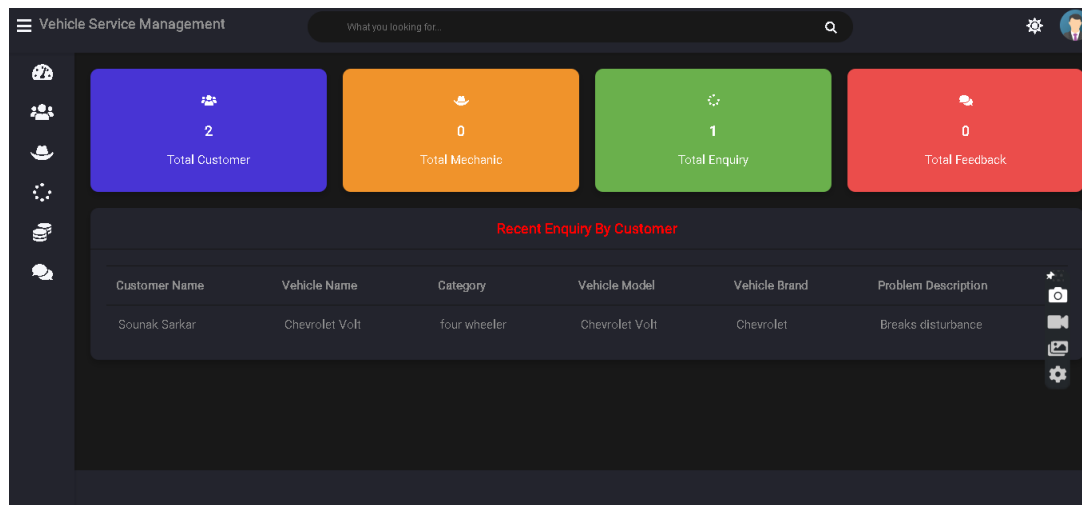 Vehicle Service Management
What you looking for...
2
Total Customer
0
Total Mechanic
1
Total Enquiry
0
Total Feedback
Recent Enquiry By Customer
Customer Name Vehicle Name Category Vehicle Model Vehicle Brand Problem Description
Sounak Sarkar Chevrolet Volt four wheeler Chevrolet Volt Chevrolet Breaks disturbance